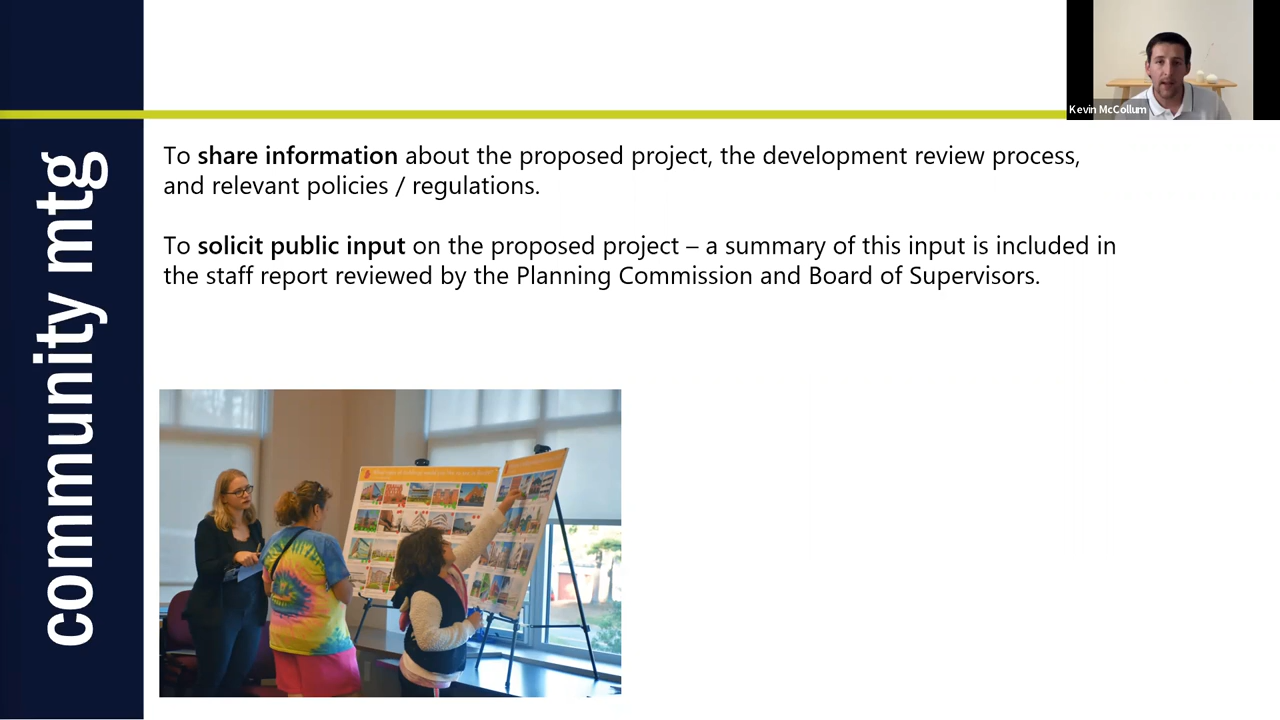 Kevin McCollum
community mtg
To share information about the proposed project, the development review process,
and relevant policies / regulations.
To solicit public input on the proposed project – a summary of this input is included in
the staff report reviewed by the Planning Commission and Board of Supervisors.